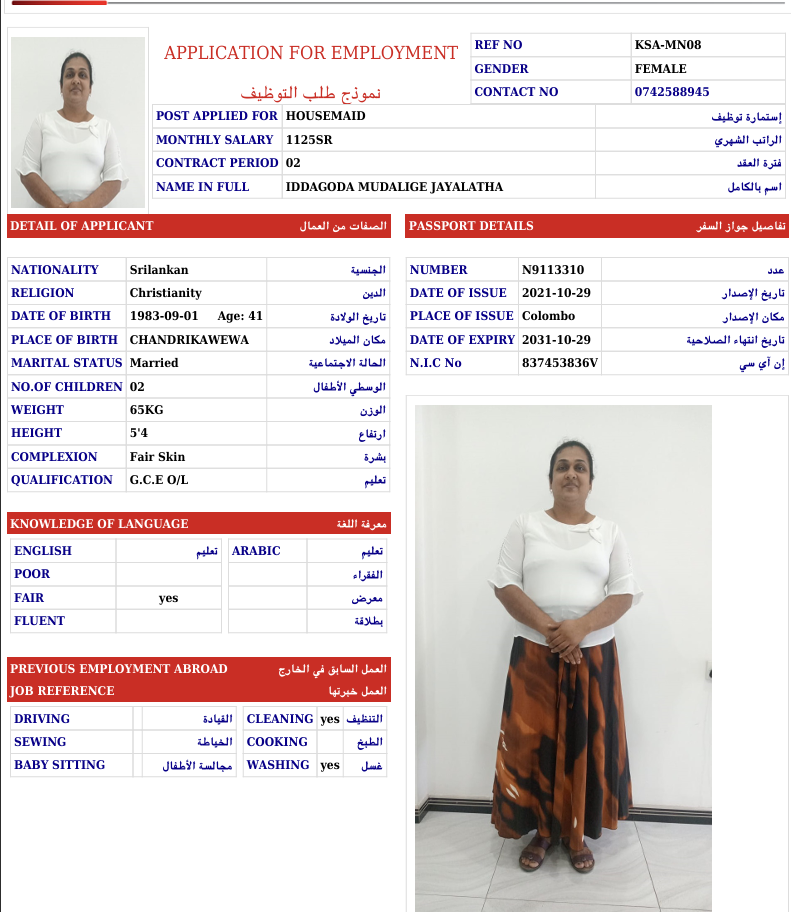 APPLICATION FOR EMPLOYMENT
نموذج طلب التوظيف
REF NO KSA-MN08
GENDER FEMALE
CONTACT NO 0742588945
POST APPLIED FOR HOUSEMAID إستمارة توظيف
MONTHLY SALARY 1125SR الراتب الشهري
CONTRACT PERIOD 02 فترة العقد
NAME IN FULL IDDAGODA MUDALIGE JAYALATHA اسم بالكامل
DETAIL OF APPLICANT الصفات من العمال
NATIONALITY Srilankan الجنسية
RELIGION Christianity الدين
DATE OF BIRTH 1983-09-01 Age: 41 تاريخ الولادة
PLACE OF BIRTH CHANDRIKAWEWA مكان الميلاد
MARITAL STATUS Married الحالة الاجتماعية
NO.OF CHILDREN 02 الوسطي الأطفال
WEIGHT 65KG الوزن
HEIGHT 5'4 ارتفاع
COMPLEXION Fair Skin بشرة
QUALIFICATION G.C.E O/L تعليم
PASSPORT DETAILS تفاصيل جواز السفر
NUMBER N9113310 عدد
DATE OF ISSUE 2021-10-29 تاريخ الإصدار
PLACE OF ISSUE Colombo مكان الإصدار
DATE OF EXPIRY 2031-10-29 تاريخ انتهاء الصلاحية
N.I.C No 837453836V إن آي سي
KNOWLEDGE OF LANGUAGE معرفة اللغة
ENGLISH تعليم ARABIC تعليم
POOR الفقراء
FAIR yes معرض
FLUENT بطلاقة
PREVIOUS EMPLOYMENT ABROAD العمل السابق في الخارج
JOB REFERENCE العمل خبرتها
DRIVING القيادة CLEANING yes التنظيف
SEWING الخياطة COOKING الطبخ
BABY SITTING مجالسة الأطفال WASHING yes غسل